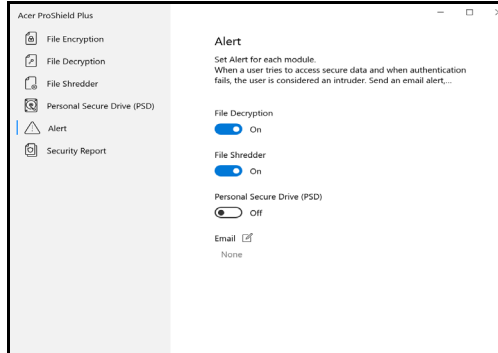 Acer ProShield Plus
File Encryption
File Decryption
File Shredder
Personal Secure Drive (PSD)
Alert
Security Report
Alert
Set Alert for each module.
When a user tries to access secure data and when authentication
fails, the user is considered an intruder. Send an email alert,...
File Decryption
On
File Shredder
On
Personal Secure Drive (PSD)
Off
Email
None